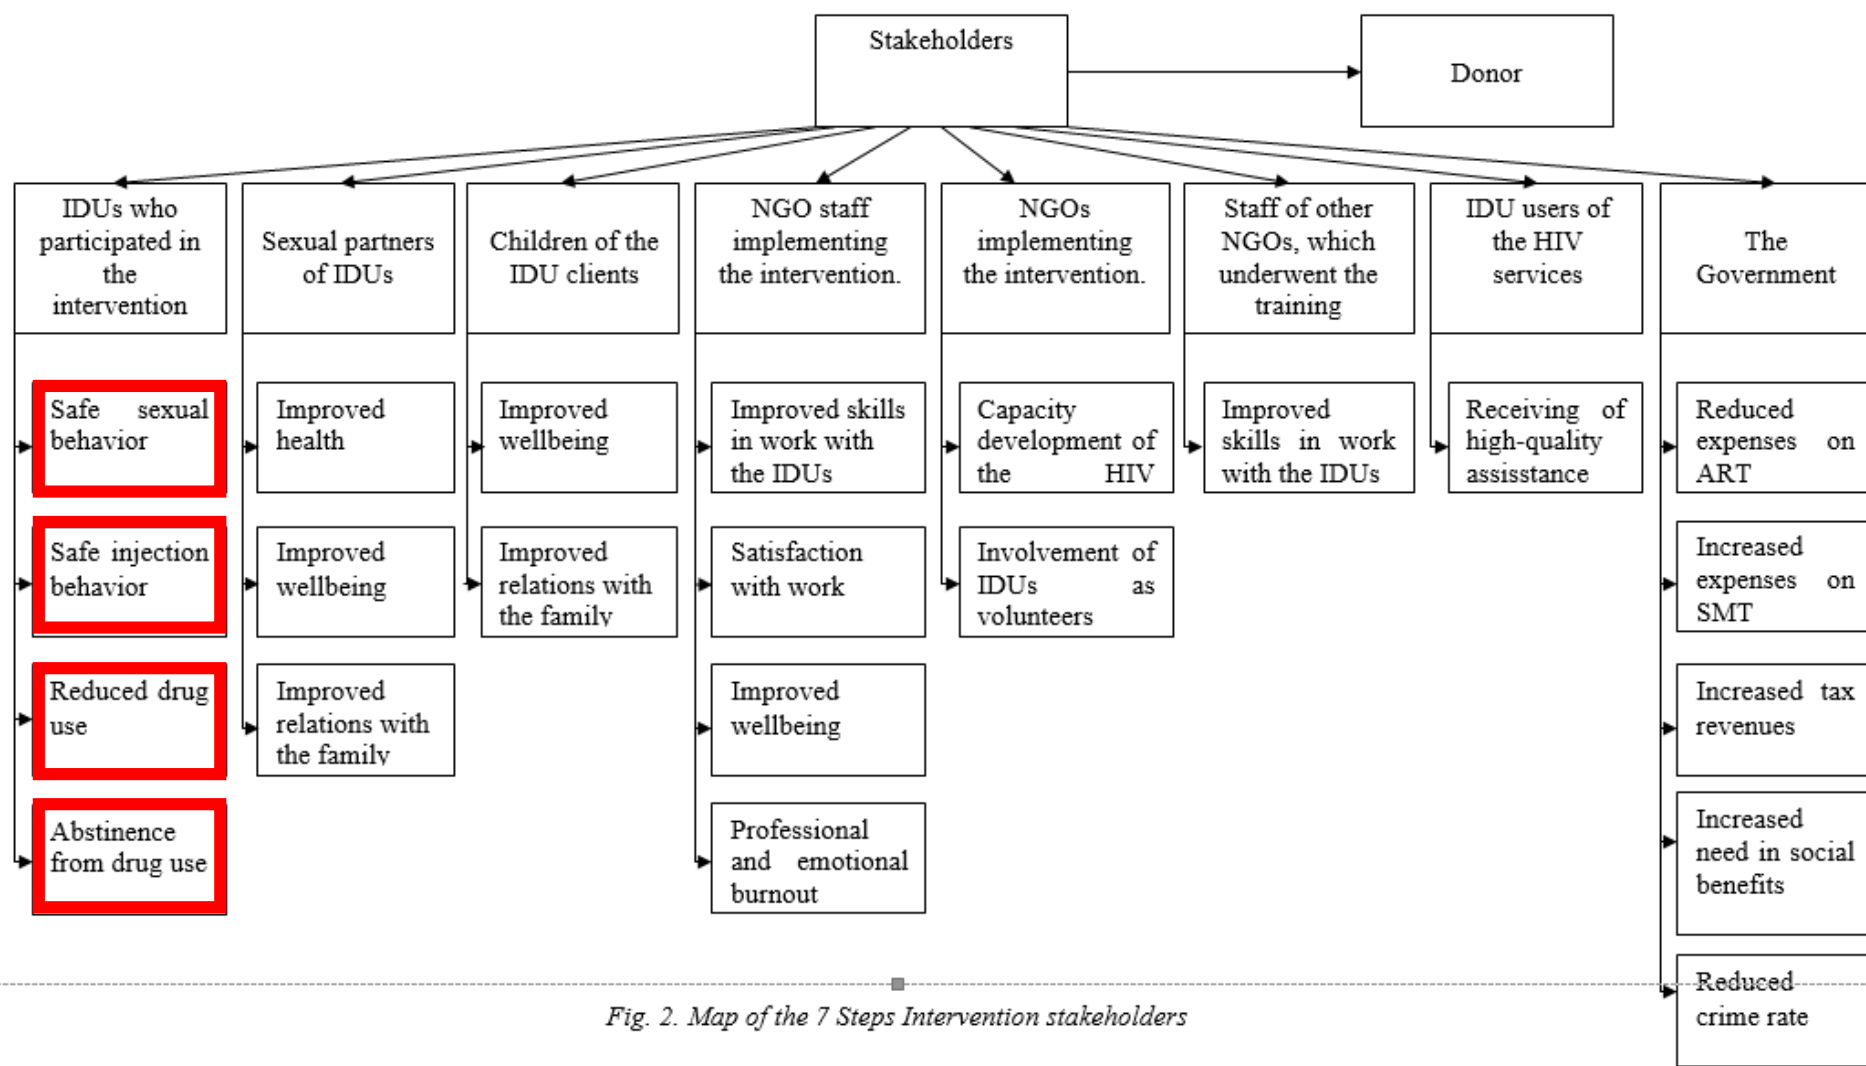 Stakeholders
Donor
IDUs who
participated in
the
intervention
Sexual partners
of IDUs
Children of the
IDU clients
NGO staff
implementing
the intervention.
NGOs
implementing
the intervention.
Staff of other
NGOs, which
underwent the
training
IDU users of
the HIV
services
The
Government
Safe sexual
behavior
Safe injection
behavior
Reduced drug
use
Abstinence
from drug use
Improved
health
Improved
wellbeing
Improved
relations with
the family
Improved
wellbeing
Improved
relations with
the family
Improved skills
in work with
the IDUs
Satisfaction
with work
Improved
wellbeing
Professional
and emotional
burnout
Capacity
development of
the HIV
Involvement of
IDUs as
volunteers
Improved
skills in work
with the IDUs
Receiving of
high-quality
assisstance
Reduced
expenses on
ART
Increased
expenses on
SMT
Increased tax
revenues
Increased
need in social
benefits
Reduced
crime rate
Fig. 2. Map of the 7 Steps Intervention stakeholders